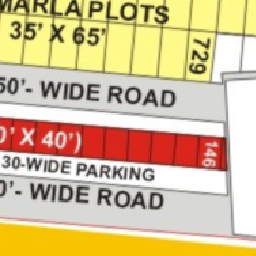 MARLA PLOTS
35' X 65'
729
50'- WIDE ROAD
0' X 40')
146
30-WIDE PARKING
0'- WIDE ROAD